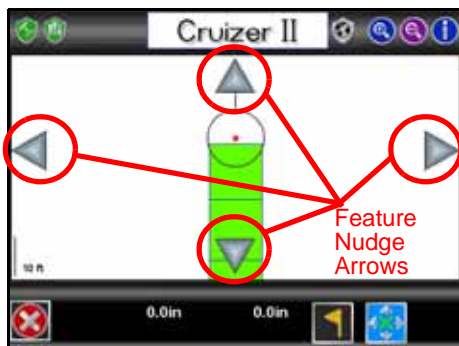 Cruizer II
Feature
Nudge
Arrows
10 ft
0.0in 0.0in